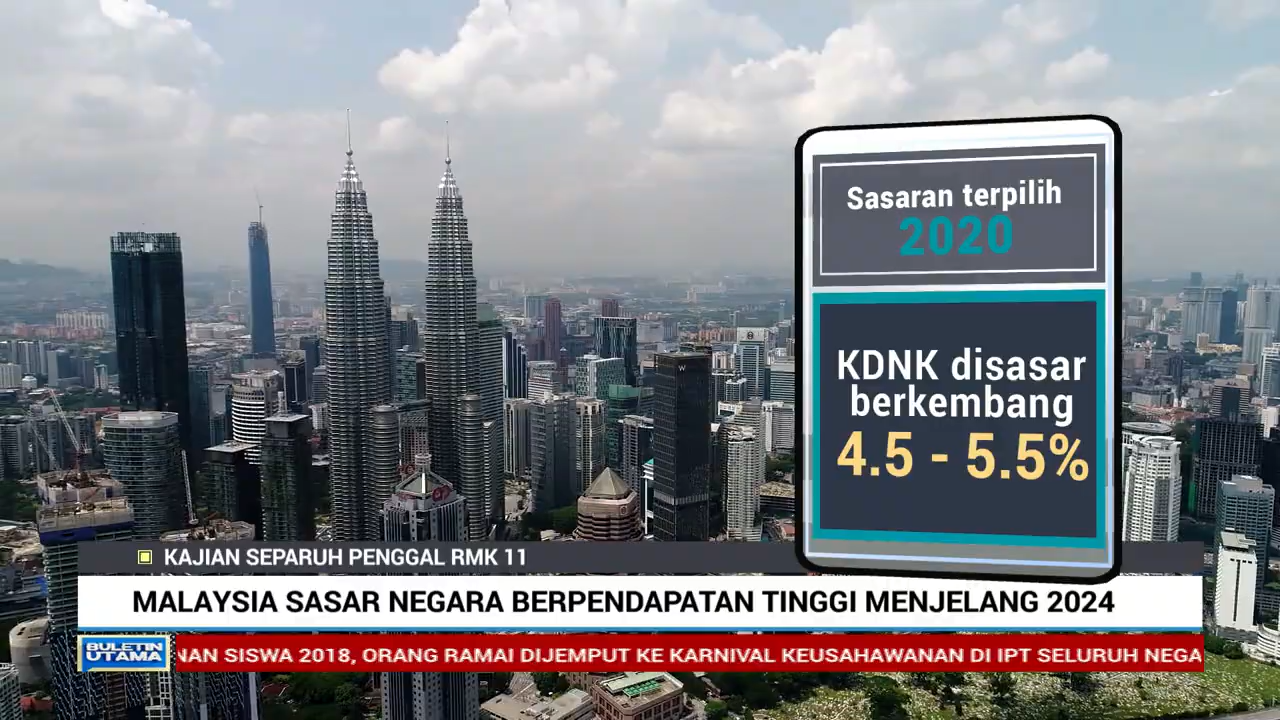 Sasaran terpilih
2020
KDNK disasar
berkembang
4.5 - 5.5%
KAJIAN SEPARUH PENGGAL RMK 11
MALAYSIA SASAR NEGARA BERPENDAPATAN TINGGI MENJELANG 2024
BULETIN
UTAMA
NAN SISWA 2018, ORANG RAMAI DIJEMPUT KE KARNIVAL KEUSAHAWANAN DI IPT SELURUH NEGA